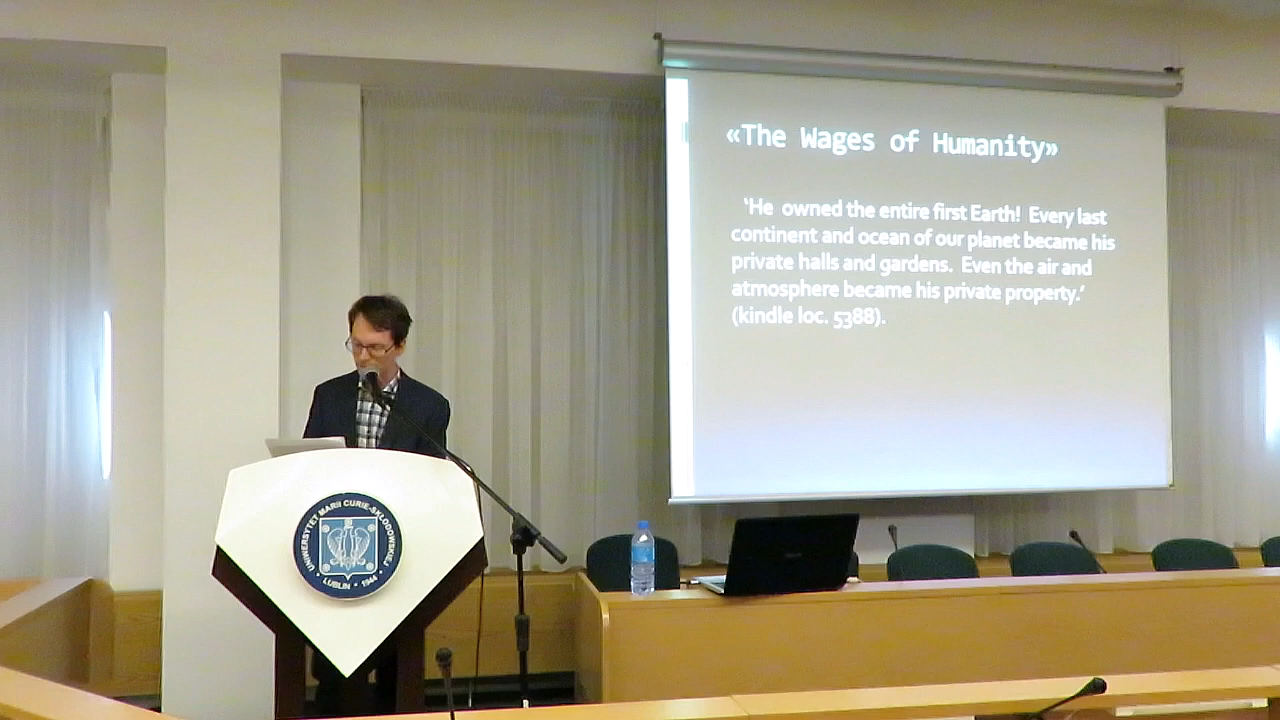 «The Wages of Humanity»
‘He owned the entire first Earth! Every last
continent and ocean of our planet became his
private halls and gardens. Even the air and
atmosphere became his private property.’
(kindle loc. 5388).
UNIWERSYTET MARII CURIE-SKŁODOWSKIEJ
LUBLIN • 1944